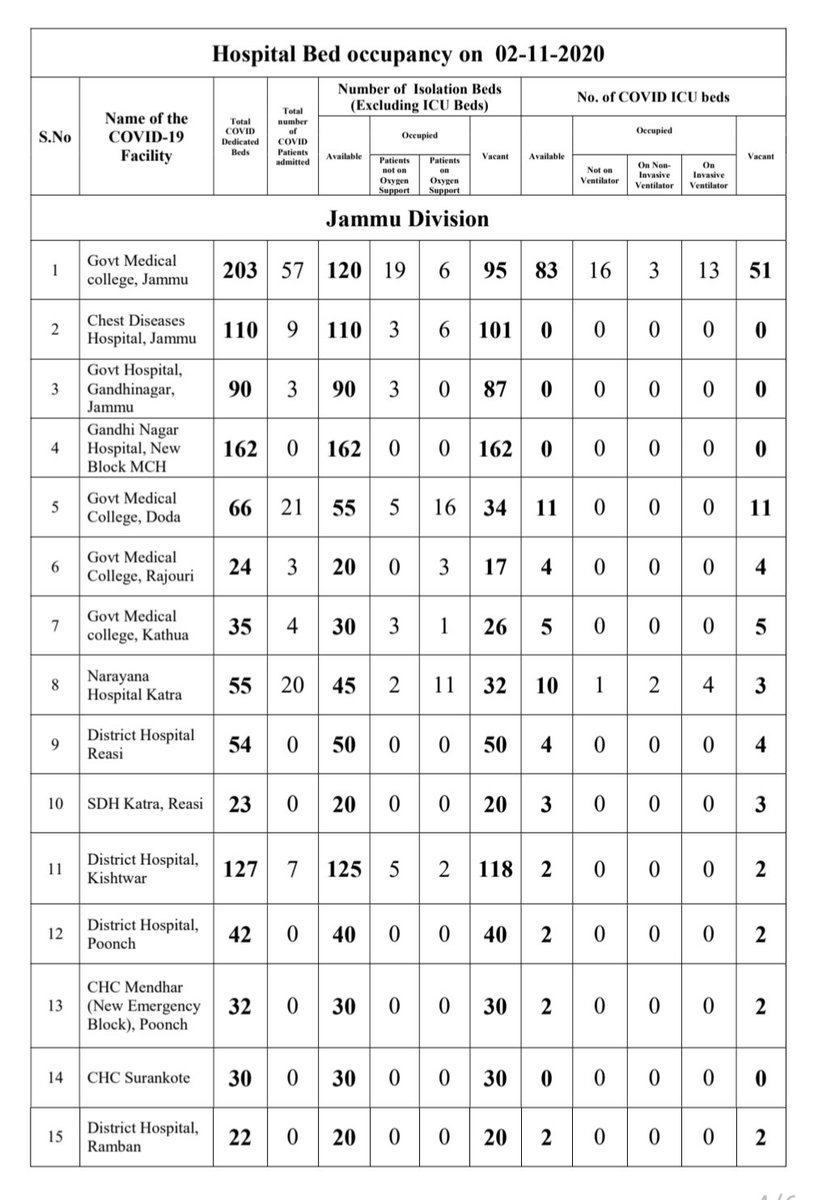 Hospital Bed occupancy on 02-11-2020
S.No Name of the COVID-19 Facility Total COVID Dedicated Beds Total number of COVID Patients admitted Number of Isolation Beds (Excluding ICU Beds) No. of COVID ICU beds
Available Occupied Vacant Available Occupied Vacant
Patients not on Oxygen Support Patients on Oxygen Support Not on Ventilator On Non-Invasive Ventilator On Invasive Ventilator
Jammu Division
1 Govt Medical college, Jammu 203 57 120 19 6 95 83 16 3 13 51
2 Chest Diseases Hospital, Jammu 110 9 110 3 6 101 0 0 0 0 0
3 Govt Hospital, Gandhinagar, Jammu 90 3 90 3 0 87 0 0 0 0 0
4 Gandhi Nagar Hospital, New Block MCH 162 0 162 0 0 162 0 0 0 0 0
5 Govt Medical College, Doda 66 21 55 5 16 34 11 0 0 0 11
6 Govt Medical College, Rajouri 24 3 20 0 3 17 4 0 0 0 4
7 Govt Medical college, Kathua 35 4 30 3 1 26 5 0 0 0 5
8 Narayana Hospital Katra 55 20 45 2 11 32 10 1 2 4 3
9 District Hospital Reasi 54 0 50 0 0 50 4 0 0 0 4
10 SDH Katra, Reasi 23 0 20 0 0 20 3 0 0 0 3
11 District Hospital, Kishtwar 127 7 125 5 2 118 2 0 0 0 2
12 District Hospital, Poonch 42 0 40 0 0 40 2 0 0 0 2
13 CHC Mendhar (New Emergency Block), Poonch 32 0 30 0 0 30 2 0 0 0 2
14 CHC Surankote 30 0 30 0 0 30 0 0 0 0 0
15 District Hospital, Ramban 22 0 20 0 0 20 2 0 0 0 2